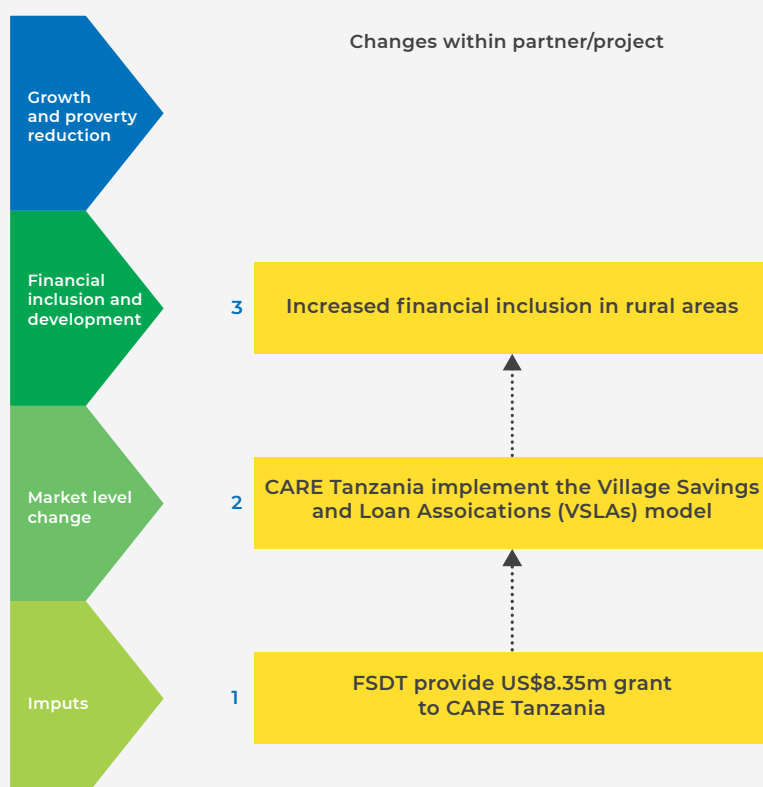 Changes within partner/project
Growth
and proverty
reduction
Financial
inclusion and
development
3
Increased financial inclusion in rural areas
Market level
change
2
CARE Tanzania implement the Village Savings
and Loan Assoications (VSLAs) model
Imputs
1
FSDT provide US$8.35m grant
to CARE Tanzania